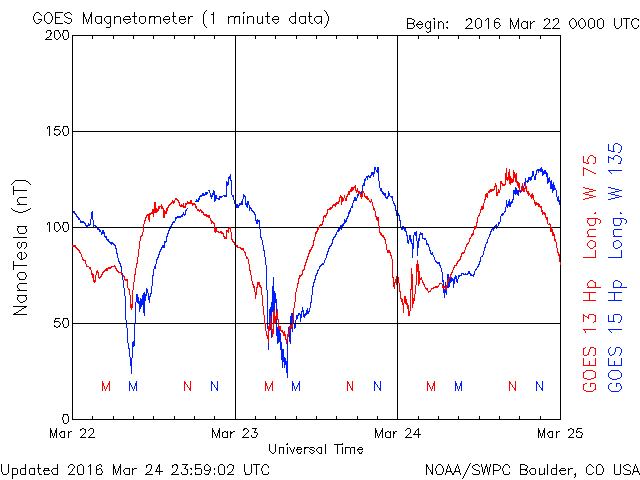 GOES Magnetometer (1 minute data)
Begin: 2016 Mar 22 0000 UTC
200
150
100
50
0
NanoTesla (nT)
M M N N M M N N M M N N
Mar 22 Mar 23 Mar 24 Mar 25
Universal Time
GOES 13 Hp Long. W 75
GOES 15 Hp Long. W 135
Updated 2016 Mar 24 23:59:02 UTC
NOAA/SWPC Boulder, CO USA